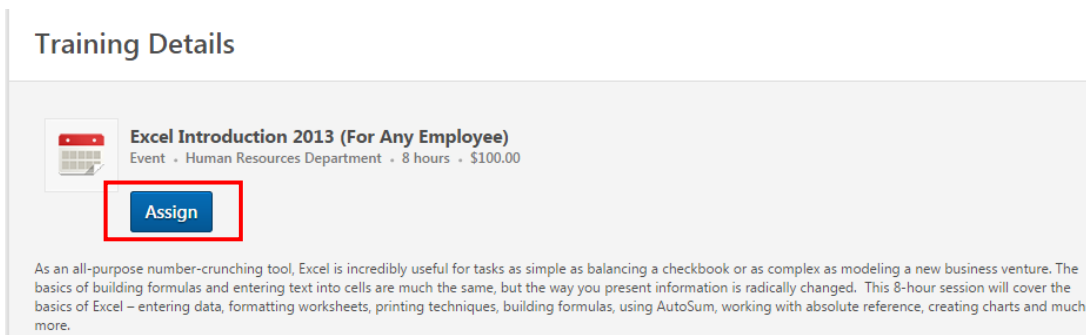 Training Details
Excel Introduction 2013 (For Any Employee)
Event • Human Resources Department • 8 hours • $100.00
Assign
As an all-purpose number-crunching tool, Excel is incredibly useful for tasks as simple as balancing a checkbook or as complex as modeling a new business venture. The
basics of building formulas and entering text into cells are much the same, but the way you present information is radically changed.  This 8-hour session will cover the
basics of Excel – entering data, formatting worksheets, printing techniques, building formulas, using AutoSum, working with absolute reference, creating charts and much
more.